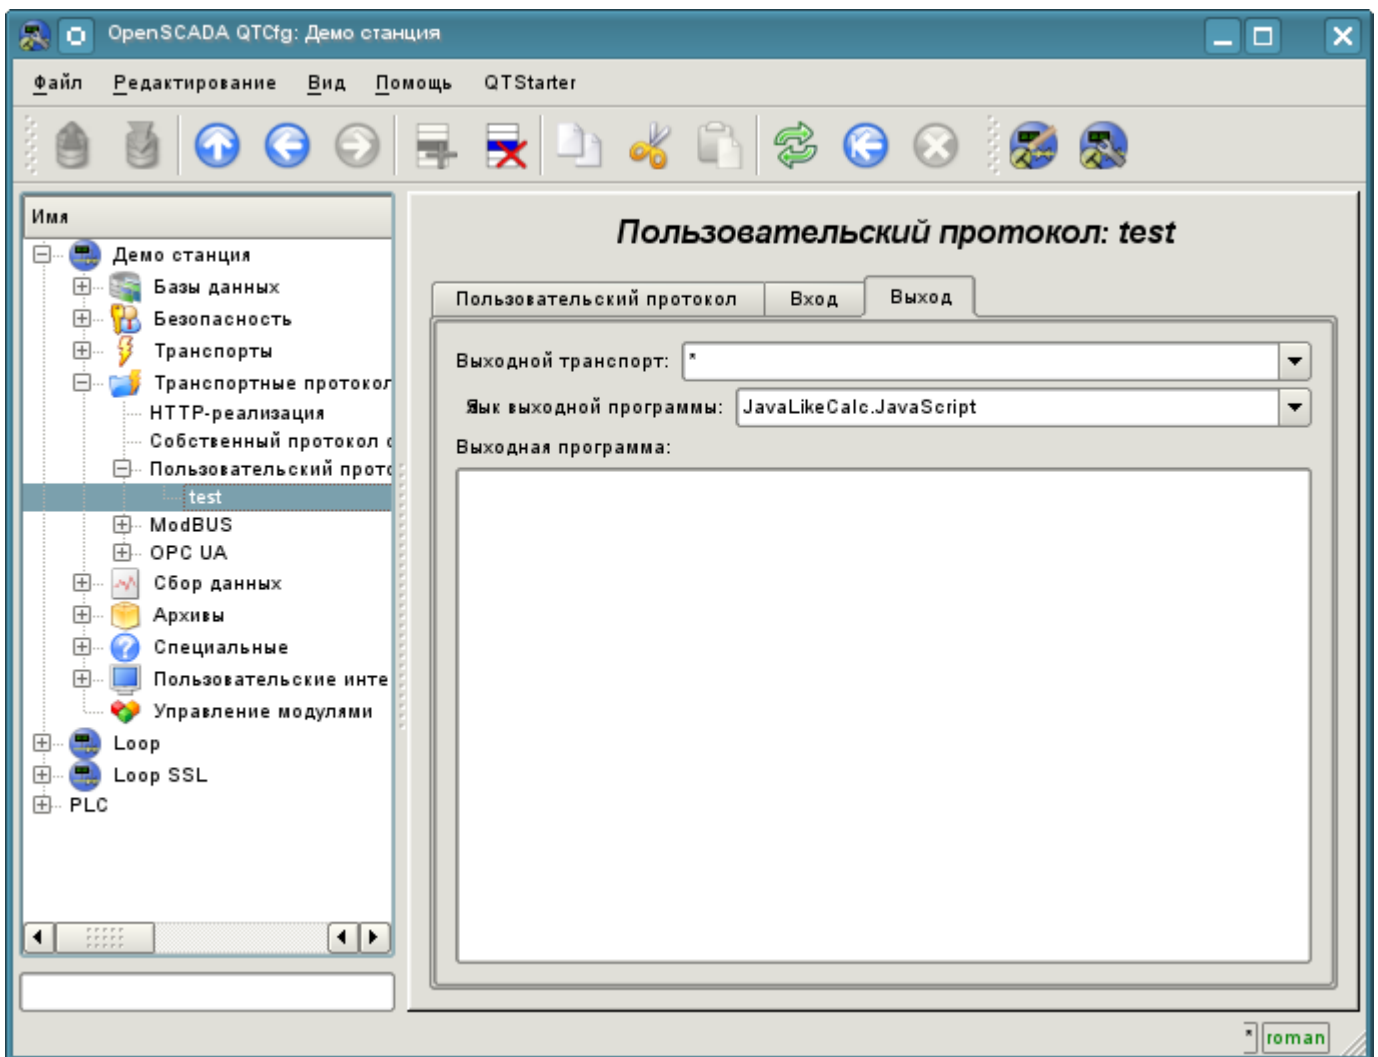 OpenSCADA QTCfg: Демо станция
Файл Редактирование Вид Помощь QTStarter
Имя
Демо станция
Базы данных
Безопасность
Транспорты
Транспортные протокол
HTTP-реализация
Собственный протокол
Пользовательский прото
test
ModBUS
OPC UA
Сбор данных
Архивы
Специальные
Пользовательские инте
Управление модулями
Loop
Loop SSL
PLC
Пользовательский протокол: test
Пользовательский протокол Вход Выход
Выходной транспорт: *
Язык выходной программы: JavaLikeCalc.JavaScript
Выходная программа:
* roman